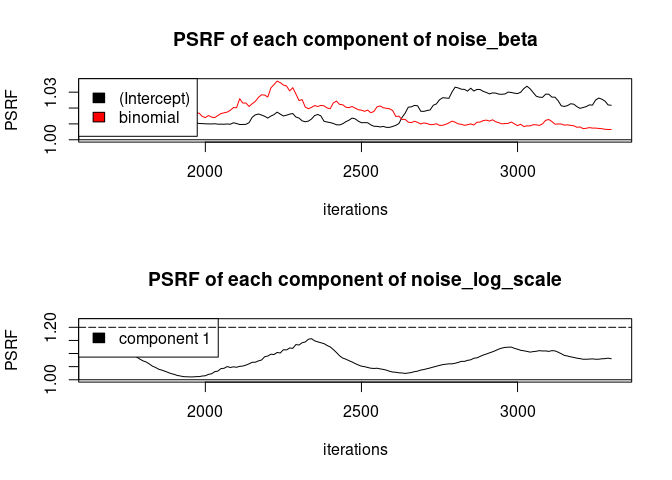 PSRF of each component of noise_beta
PSRF
1.03
1.00
(Intercept)
binomial
2000 2500 3000
iterations
PSRF of each component of noise_log_scale
PSRF
1.20
1.00
component 1
2000 2500 3000
iterations